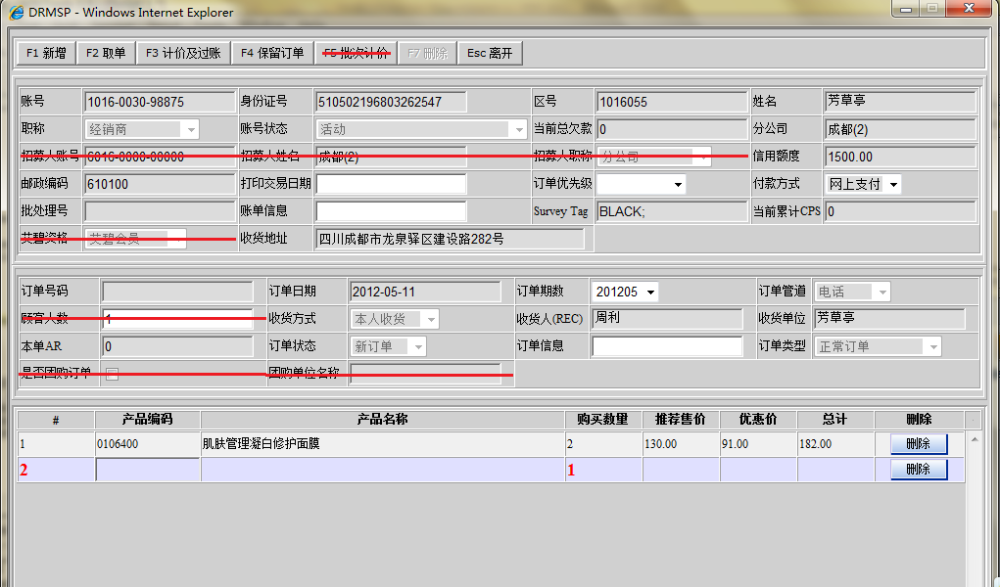 DRMSP - Windows Internet Explorer
F1 新增 F2 取单 F3 计价及过账 F4 保留订单 F5 批次计价 F7 删除 Esc 离开
账号 1016-0030-98875 身份证号 510502196803262547 区号 1016055 姓名 芳草亭
职称 经销商 账号状态 活动 当前总欠款 0 分公司 成都(2)
招募人账号 6016-0000-00000 招募人姓名 成都(2) 招募人职称 分公司 信用额度 1500.00
邮政编码 610100 打印交易日期 订单优先级 付款方式 网上支付
批处理号 账单信息 Survey Tag BLACK; 当前累计CPS 0
艾碧资格 艾碧会员 收货地址 四川成都市龙泉驿区建设路282号
订单号码 订单日期 2012-05-11 订单期数 201205 订单管道 电话
顾客人数 1 收货方式 本人收货 收货人(REC) 周利 收货单位 芳草亭
本单AR 0 订单状态 新订单 订单信息 订单类型 正常订单
是否团购订单 团购单位名称
# 产品编码 产品名称 购买数量 推荐售价 优惠价 总计 删除
1 0106400 肌肤管理凝白修护面膜 2 130.00 91.00 182.00 删除
2 1 删除